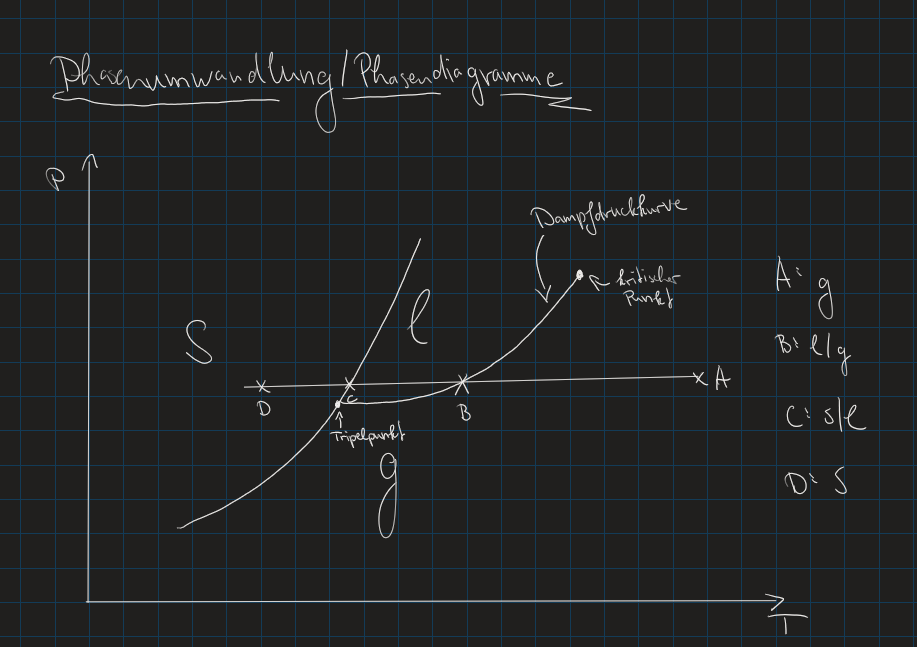 Phasenumwandlung/Phasendiagramme
P
Dampfdruckkurve
kritischer
Punkt
S
l
A: g
B: l/g
C: s/l
D: S
D
C
B
A
Tripelpunkt
g
T